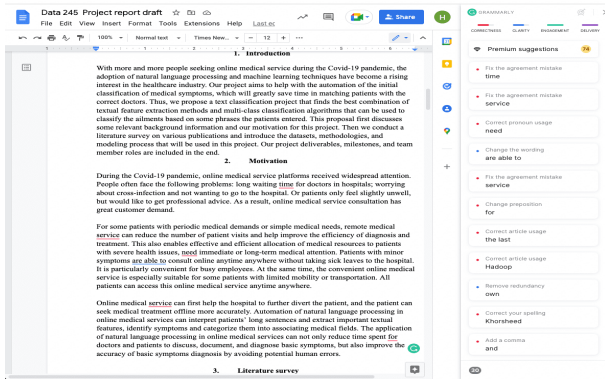 Data 245 Project report draft
File Edit View Insert Format Tools Extensions Help Last ec
Share
H
100% Normal text Times New... 12
1. Introduction
With more and more people seeking online medical service during the Covid-19 pandemic, the
adoption of natural language processing and machine learning techniques have become a rising
interest in the healthcare industry. Our project aims to help with the automation of the initial
classification of medical symptoms, which will greatly save time in matching patients with the
correct doctors. Thus, we propose a text classification project that finds the best combination of
textual feature extraction methods and multi-class classification algorithms that can be used to
classify the ailments based on some phrases the patients entered. This proposal first discusses
some relevant background information and our motivation for this project. Then we conduct a
literature survey on various publications and introduce the datasets, methodologies, and
modeling process that will be used in this project. Our project deliverables, milestones, and team
member roles are included in the end.
2. Motivation
During the Covid-19 pandemic, online medical service platforms received widespread attention.
People often face the following problems: long waiting time for doctors in hospitals; worrying
about cross-infection and not wanting to go to the hospital. Or patients only feel slightly unwell,
but would like to get professional advice. As a result, online medical service consultation has
great customer demand.
For some patients with periodic medical demands or simple medical needs, remote medical
service can reduce the number of patient visits and help improve the efficiency of diagnosis and
treatment. This also enables effective and efficient allocation of medical resources to patients
with severe health issues, need immediate or long-term medical attention. Patients with minor
symptoms are able to consult online anytime anywhere without taking sick leaves to the hospital.
It is particularly convenient for busy employees. At the same time, the convenient online medical
service is especially suitable for some patients with limited mobility or transportation. All
patients can access this online medical service anytime anywhere.
Online medical service can first help the hospital to further divert the patient, and the patient can
seek medical treatment offline more accurately. Automation of natural language processing in
online medical services can interpret patients' long sentences and extract important textual
features, identify symptoms and categorize them into associating medical fields. The application
of natural language processing in online medical services can not only reduce time spent for
doctors and patients to discuss, document, and diagnose basic symptoms, but also improve the
accuracy of basic symptoms diagnosis by avoiding potential human errors.
3. Literature survey
GRAMMARLY
CORRECTNESS CLARITY ENGAGEMENT DELIVERY
Premium suggestions 74
Fix the agreement mistake
time
Fix the agreement mistake
service
Correct pronoun usage
need
Change the wording
are able to
Fix the agreement mistake
service
Change preposition
for
Correct article usage
the last
Correct article usage
Hadoop
Remove redundancy
own
Correct your spelling
Khorsheed
Add a comma
and